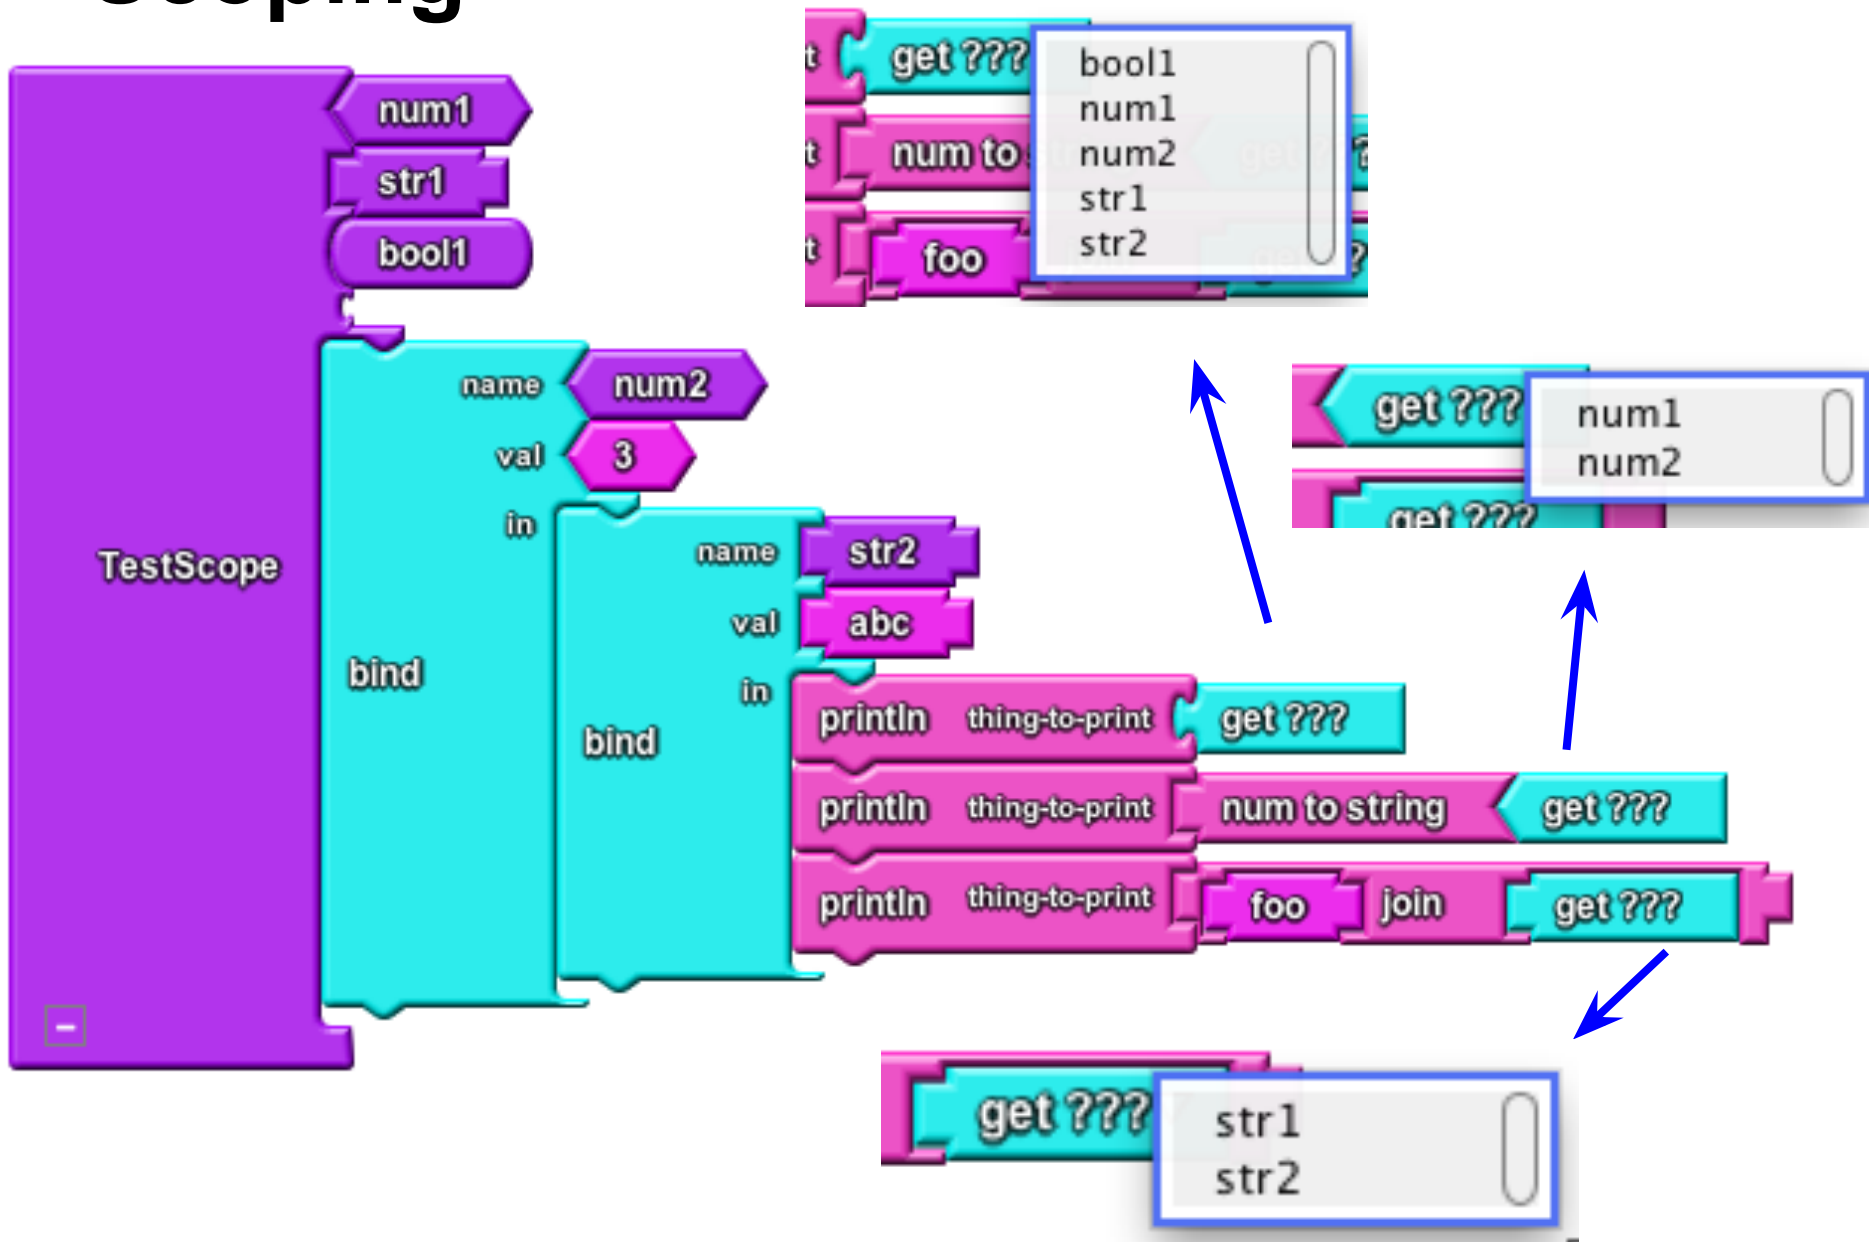 Scoping
num1
str1
bool1
TestScope
bind
name
num2
val
3
in
bind
name
str2
val
abc
in
println thing-to-print get ???
println thing-to-print num to string get ???
println thing-to-print foo join get ???
t get ???
t num to
t foo
bool1
num1
num2
str1
str2
get ???
num1
num2
get ???
get ???
str1
str2